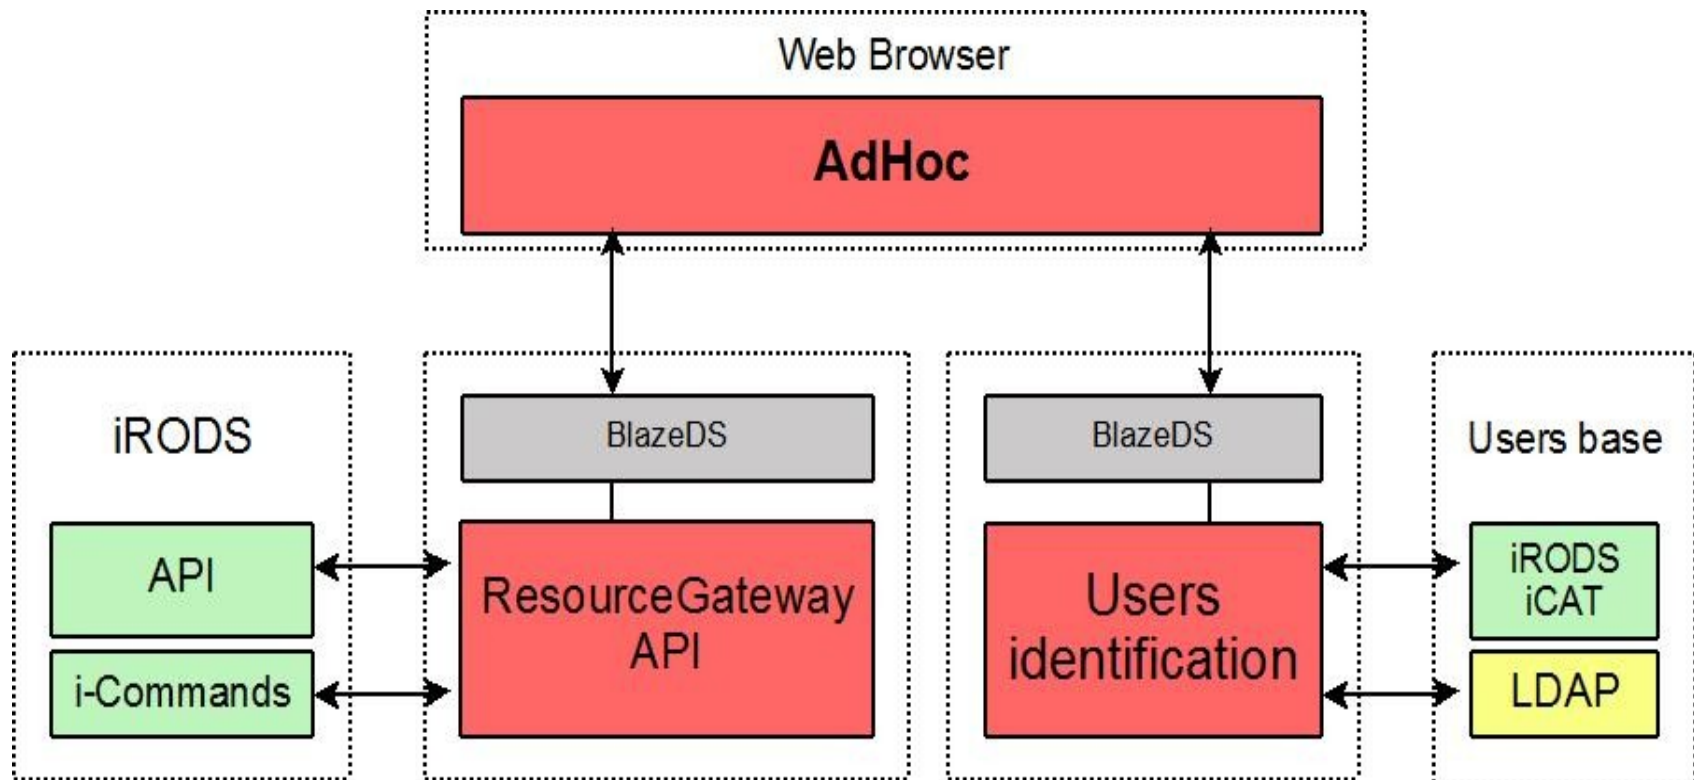 Web Browser
AdHoc
iRODS
API
i-Commands
BlazeDS
ResourceGateway
API
BlazeDS
Users
identification
Users base
iRODS
iCAT
LDAP